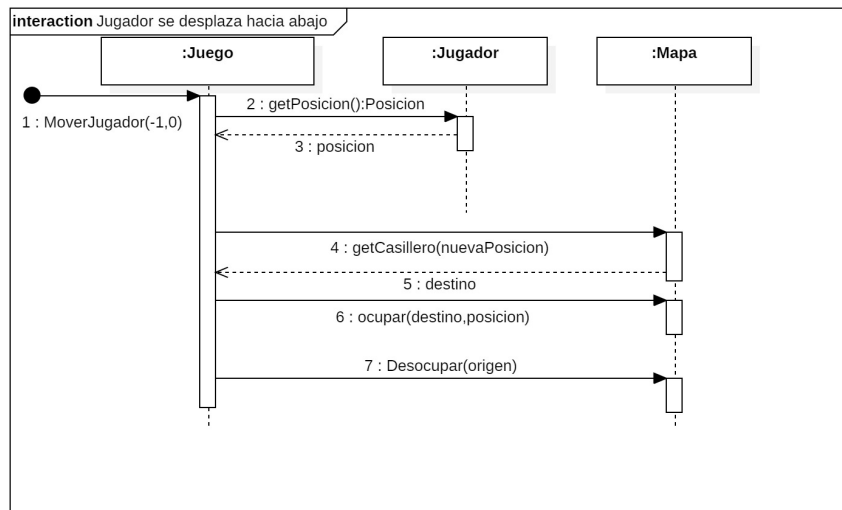 interaction Jugador se desplaza hacia abajo
:Juego
:Jugador
:Mapa
1 : MoverJugador(-1,0)
2 : getPosicion():Posicion
3 : posicion
4 : getCasillero(nuevaPosicion)
5 : destino
6 : ocupar(destino,posicion)
7 : Desocupar(origen)